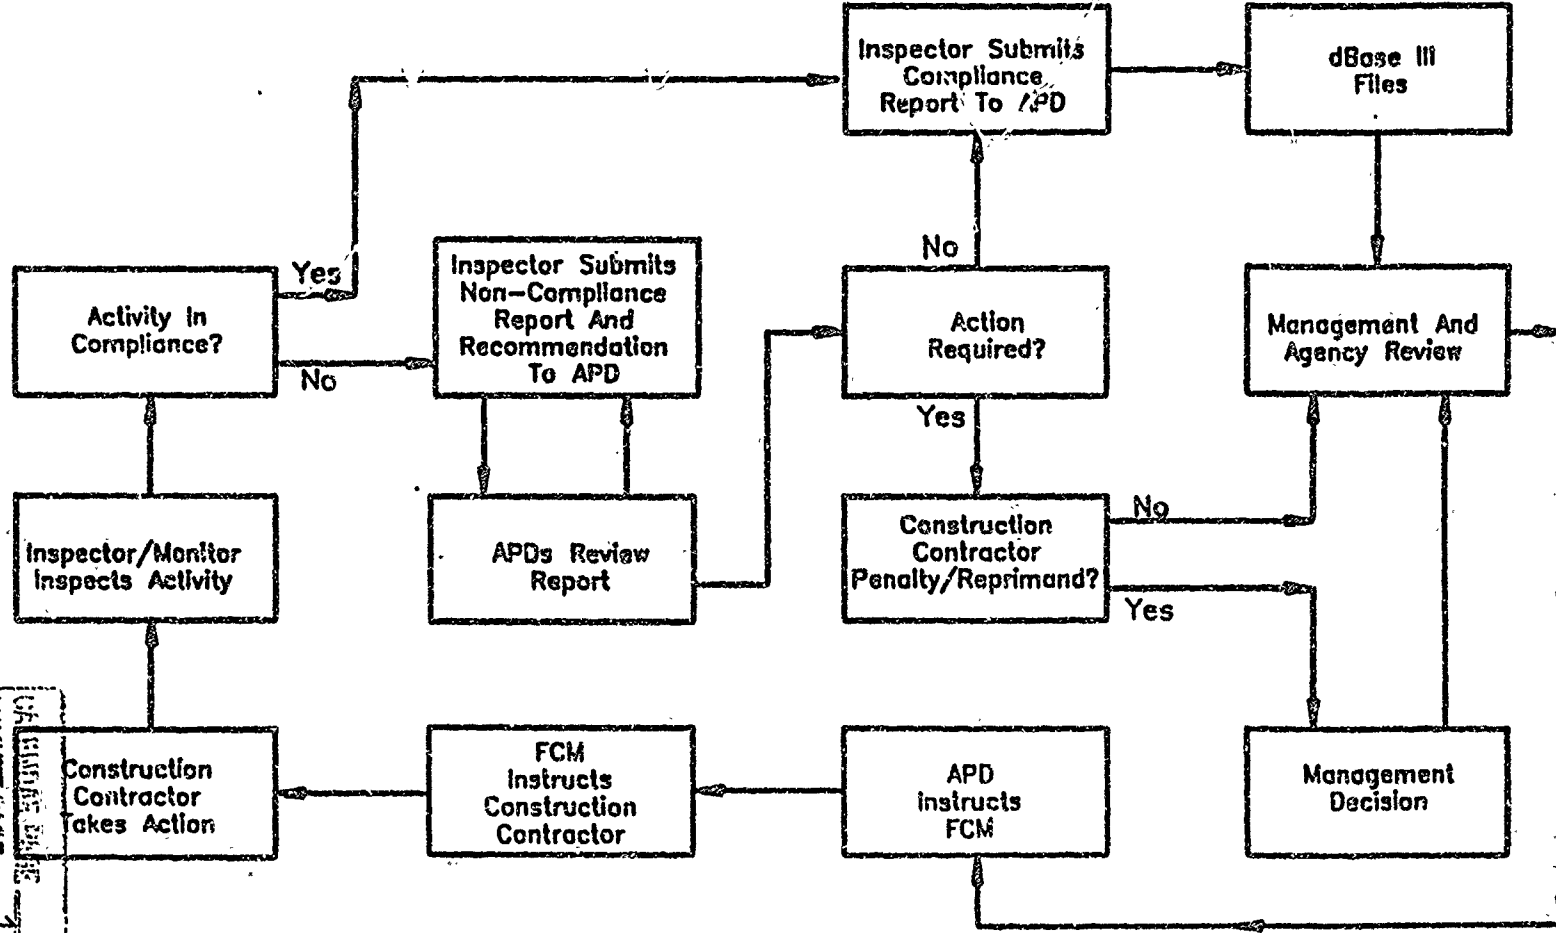 Inspector Submits
Compliance
Report To APD
dBase III
Files
Yes
Activity In
Compliance?
No
Inspector Submits
Non-Compliance
Report And
Recommendation
To APD
No
Action
Required?
Yes
Management And
Agency Review
Inspector/Monitor
Inspects Activity
APDs Review
Report
Construction
Contractor
Penalty/Reprimand?
No
Yes
Construction
Contractor
Takes Action
FCM
Instructs
Construction
Contractor
APD
Instructs
FCM
Management
Decision